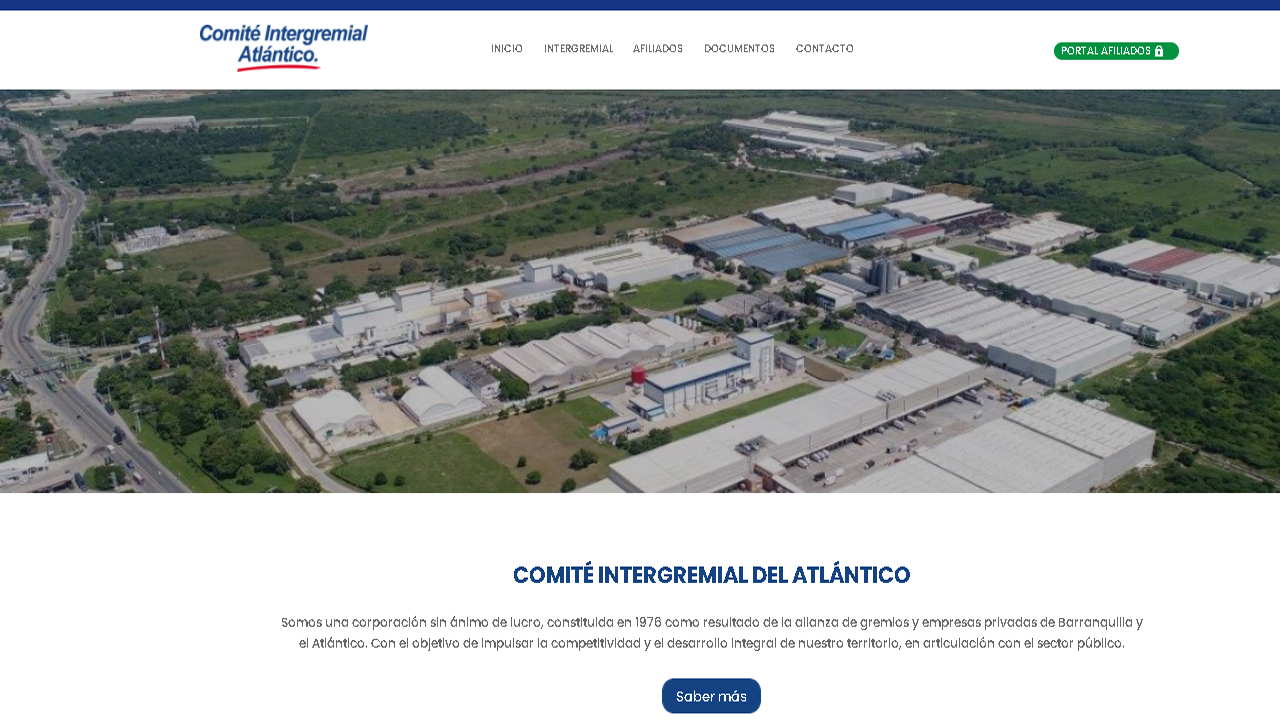 Comité Intergremial
Atlántico.
INICIO INTERGREMIAL AFILIADOS DOCUMENTOS CONTACTO
PORTAL AFILIADOS
COMITÉ INTERGREMIAL DEL ATLÁNTICO
Somos una corporación sin ánimo de lucro, constituida en 1976 como resultado de la alianza de gremios y empresas privadas de Barranquilla y
el Atlántico. Con el objetivo de impulsar la competitividad y el desarrollo integral de nuestro territorio, en articulación con el sector público.
Saber más